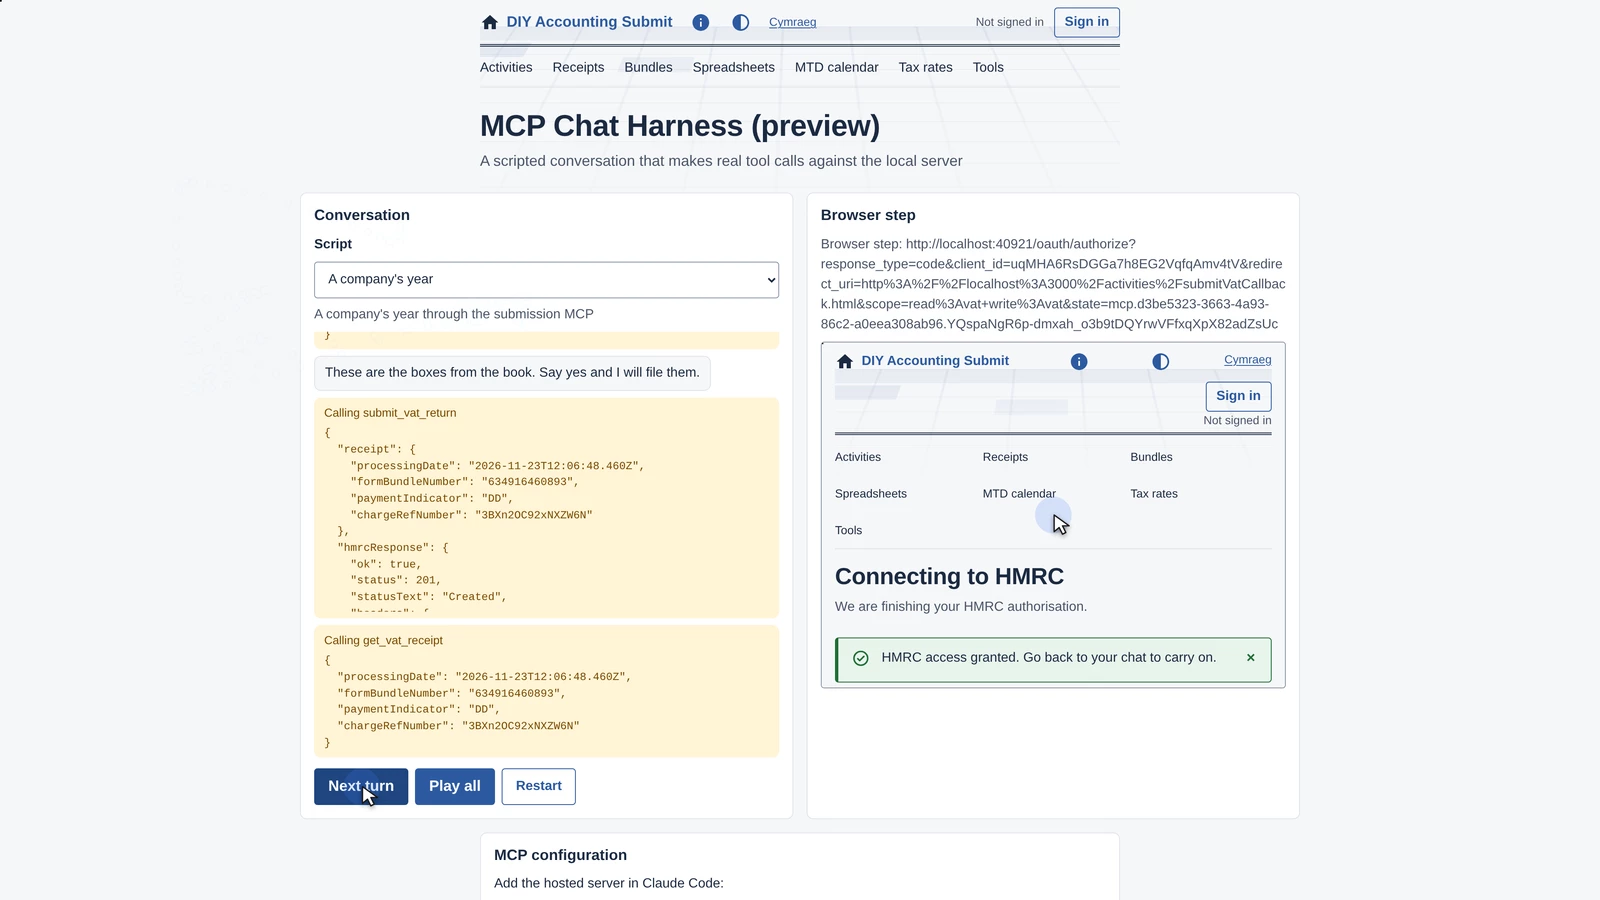 DIY Accounting Submit
Cymraeg
Not signed in
Sign in
Activities
Receipts
Bundles
Spreadsheets
MTD calendar
Tax rates
Tools
MCP Chat Harness (preview)
A scripted conversation that makes real tool calls against the local server
Conversation
Script
A company's year
A company's year through the submission MCP
}
These are the boxes from the book. Say yes and I will file them.
Calling submit_vat_return
{
"receipt": {
"processingDate": "2026-11-23T12:06:48.460Z",
"formBundleNumber": "634916460893",
"paymentIndicator": "DD",
"chargeRefNumber": "3BXn2OC92xNXZW6N"
},
"hmrcResponse": {
"ok": true,
"status": 201,
"statusText": "Created",
Calling get_vat_receipt
{
"processingDate": "2026-11-23T12:06:48.460Z",
"formBundleNumber": "634916460893",
"paymentIndicator": "DD",
"chargeRefNumber": "3BXn2OC92xNXZW6N"
}
Next turn
Play all
Restart
Browser step
Browser step: http://localhost:40921/oauth/authorize?
response_type=code&client_id=uqMHA6RsDGGa7h8EG2VqfqAmv4tV&redire
ct_uri=http%3A%2F%2Flocalhost%3A3000%2Factivities%2FsubmitVatCallbac
k.html&scope=read%3Avat+write%3Avat&state=mcp.d3be5323-3663-4a93-
86c2-a0eea308ab96.YQspaNgR6p-dmxah_o3b9tDQYrwVFfxqXpX82adZsUc
DIY Accounting Submit
Cymraeg
Sign in
Not signed in
Activities
Receipts
Bundles
Spreadsheets
MTD calendar
Tax rates
Tools
Connecting to HMRC
We are finishing your HMRC authorisation.
HMRC access granted. Go back to your chat to carry on.
MCP configuration
Add the hosted server in Claude Code: